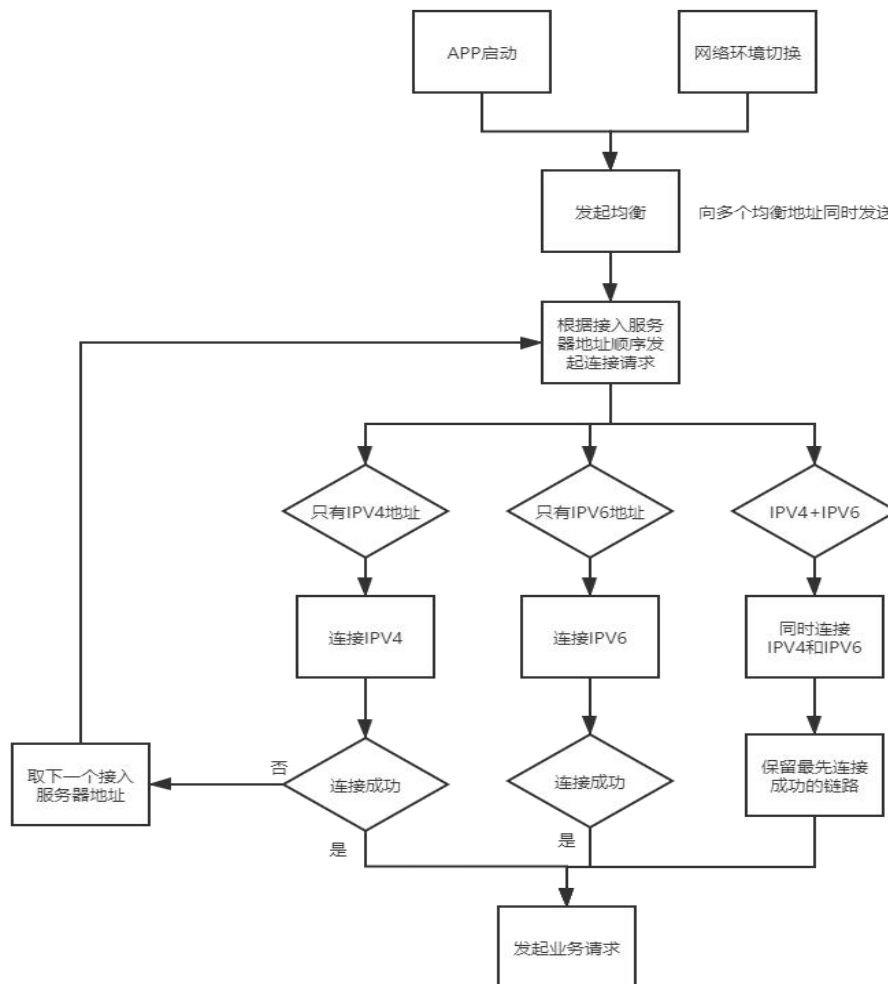 APP启动
网络环境切换
发起均衡
向多个均衡地址同时发送
根据接入服务
器地址顺序发
起连接请求
只有IPV4地址
只有IPV6地址
IPV4+IPV6
连接IPV4
连接IPV6
同时连接
IPV4和IPV6
取下一个接入
服务器地址
否
连接成功
连接成功
保留最先连接
成功的链路
是
是
发起业务请求